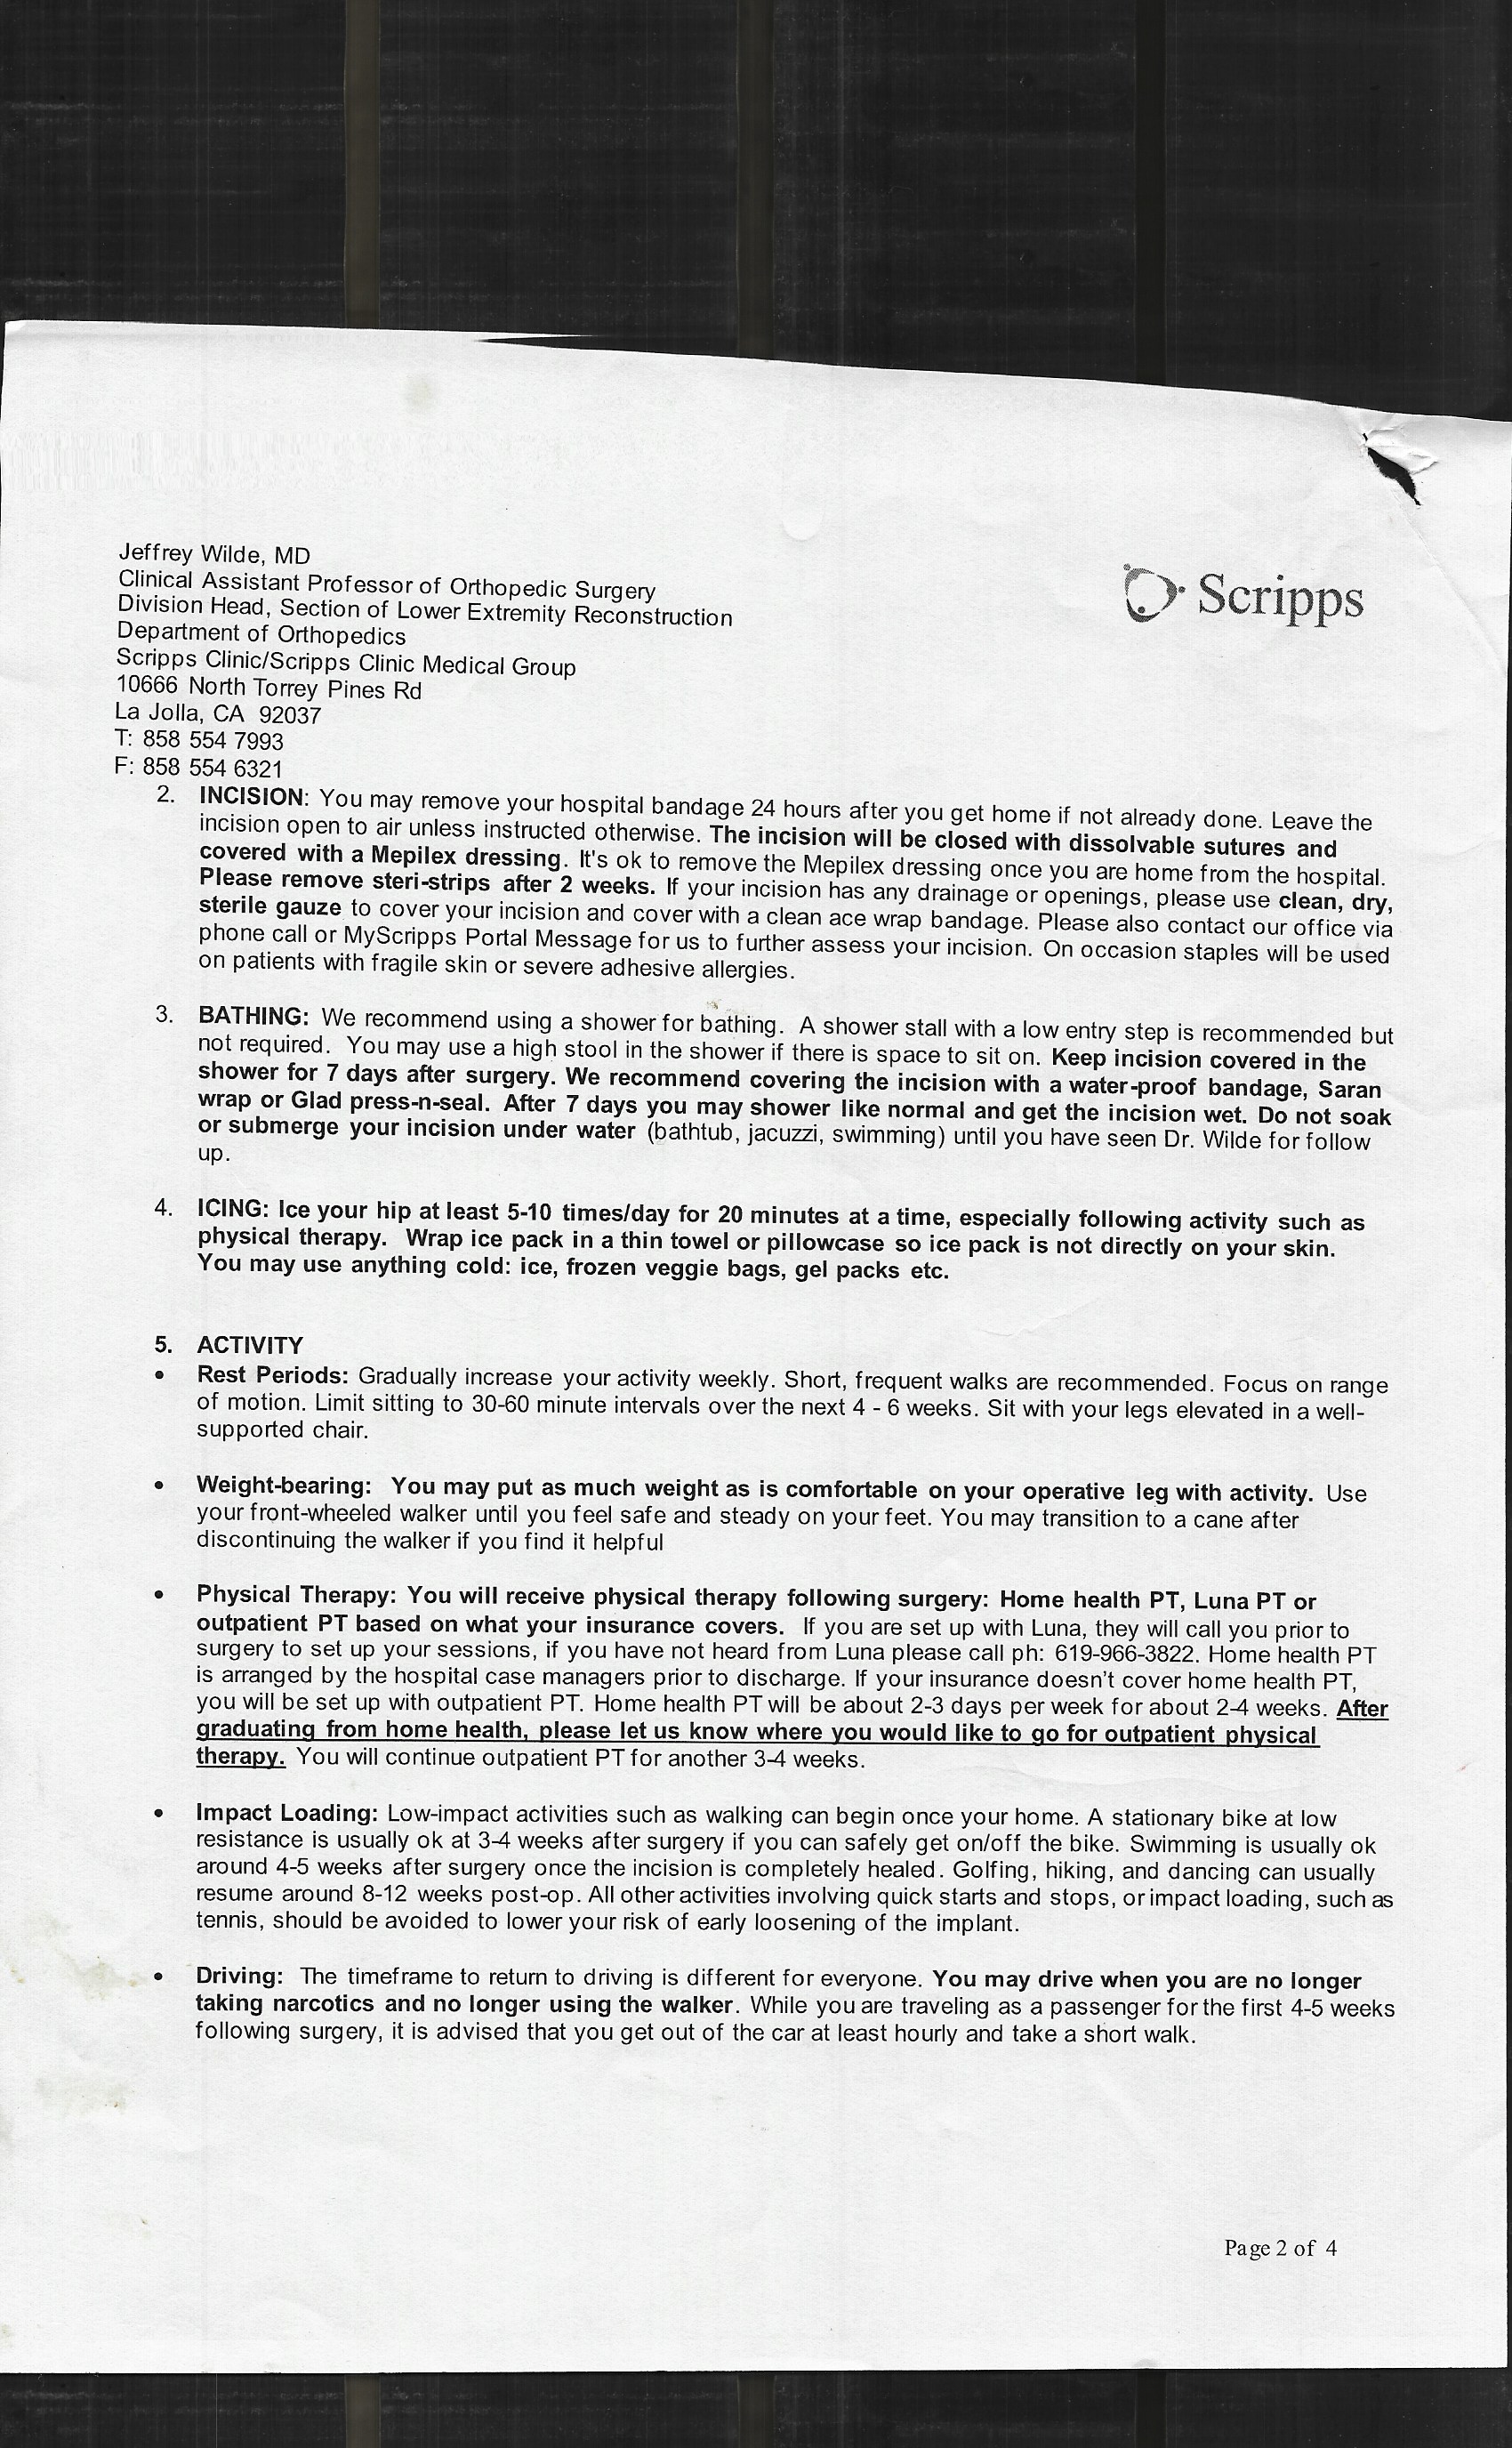 Jeffrey Wilde, MD
Clinical Assistant Professor of Orthopedic Surgery
Division Head, Section of Lower Extremity Reconstruction
Department of Orthopedics
Scripps Clinic/Scripps Clinic Medical Group
10666 North Torrey Pines Rd
La Jolla, CA 92037
T: 858 554 7993
F: 858 554 6321
Scripps
2. INCISION: You may remove your hospital bandage 24 hours after you get home if not already done. Leave the
incision open to air unless instructed otherwise. The incision will be closed with dissolvable sutures and
covered with a Mepilex dressing. It's ok to remove the Mepilex dressing once you are home from the hospital.
Please remove steri-strips after 2 weeks. If your incision has any drainage or openings, please use clean, dry,
sterile gauze to cover your incision and cover with a clean ace wrap bandage. Please also contact our office via
phone call or MyScripps Portal Message for us to further assess your incision. On occasion staples will be used
on patients with fragile skin or severe adhesive allergies.
3. BATHING: We recommend using a shower for bathing. A shower stall with a low entry step is recommended but
not required. You may use a high stool in the shower if there is space to sit on. Keep incision covered in the
shower for 7 days after surgery. We recommend covering the incision with a water-proof bandage, Saran
wrap or Glad press-n-seal. After 7 days you may shower like normal and get the incision wet. Do not soak
or submerge your incision under water (bathtub, jacuzzi, swimming) until you have seen Dr. Wilde for follow
up.
4. ICING: Ice your hip at least 5-10 times/day for 20 minutes at a time, especially following activity such as
physical therapy. Wrap ice pack in a thin towel or pillowcase so ice pack is not directly on your skin.
You may use anything cold: ice, frozen veggie bags, gel packs etc.
5. ACTIVITY
• Rest Periods: Gradually increase your activity weekly. Short, frequent walks are recommended. Focus on range
of motion. Limit sitting to 30-60 minute intervals over the next 4 - 6 weeks. Sit with your legs elevated in a well-
supported chair.
• Weight-bearing: You may put as much weight as is comfortable on your operative leg with activity. Use
your front-wheeled walker until you feel safe and steady on your feet. You may transition to a cane after
discontinuing the walker if you find it helpful
• Physical Therapy: You will receive physical therapy following surgery: Home health PT, Luna PT or
outpatient PT based on what your insurance covers. If you are set up with Luna, they will call you prior to
surgery to set up your sessions, if you have not heard from Luna please call ph: 619-966-3822. Home health PT
is arranged by the hospital case managers prior to discharge. If your insurance doesn't cover home health PT,
you will be set up with outpatient PT. Home health PT will be about 2-3 days per week for about 2-4 weeks. After
graduating from home health, please let us know where you would like to go for outpatient physical
therapy. You will continue outpatient PT for another 3-4 weeks.
• Impact Loading: Low-impact activities such as walking can begin once your home. A stationary bike at low
resistance is usually ok at 3-4 weeks after surgery if you can safely get on/off the bike. Swimming is usually ok
around 4-5 weeks after surgery once the incision is completely healed. Golfing, hiking, and dancing can usually
resume around 8-12 weeks post-op. All other activities involving quick starts and stops, or impact loading, such as
tennis, should be avoided to lower your risk of early loosening of the implant.
• Driving: The timeframe to return to driving is different for everyone. You may drive when you are no longer
taking narcotics and no longer using the walker. While you are traveling as a passenger for the first 4-5 weeks
following surgery, it is advised that you get out of the car at least hourly and take a short walk.
Page 2 of 4